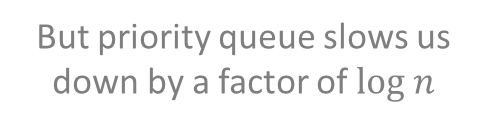 But priority queue slows us
down by a factor of log n